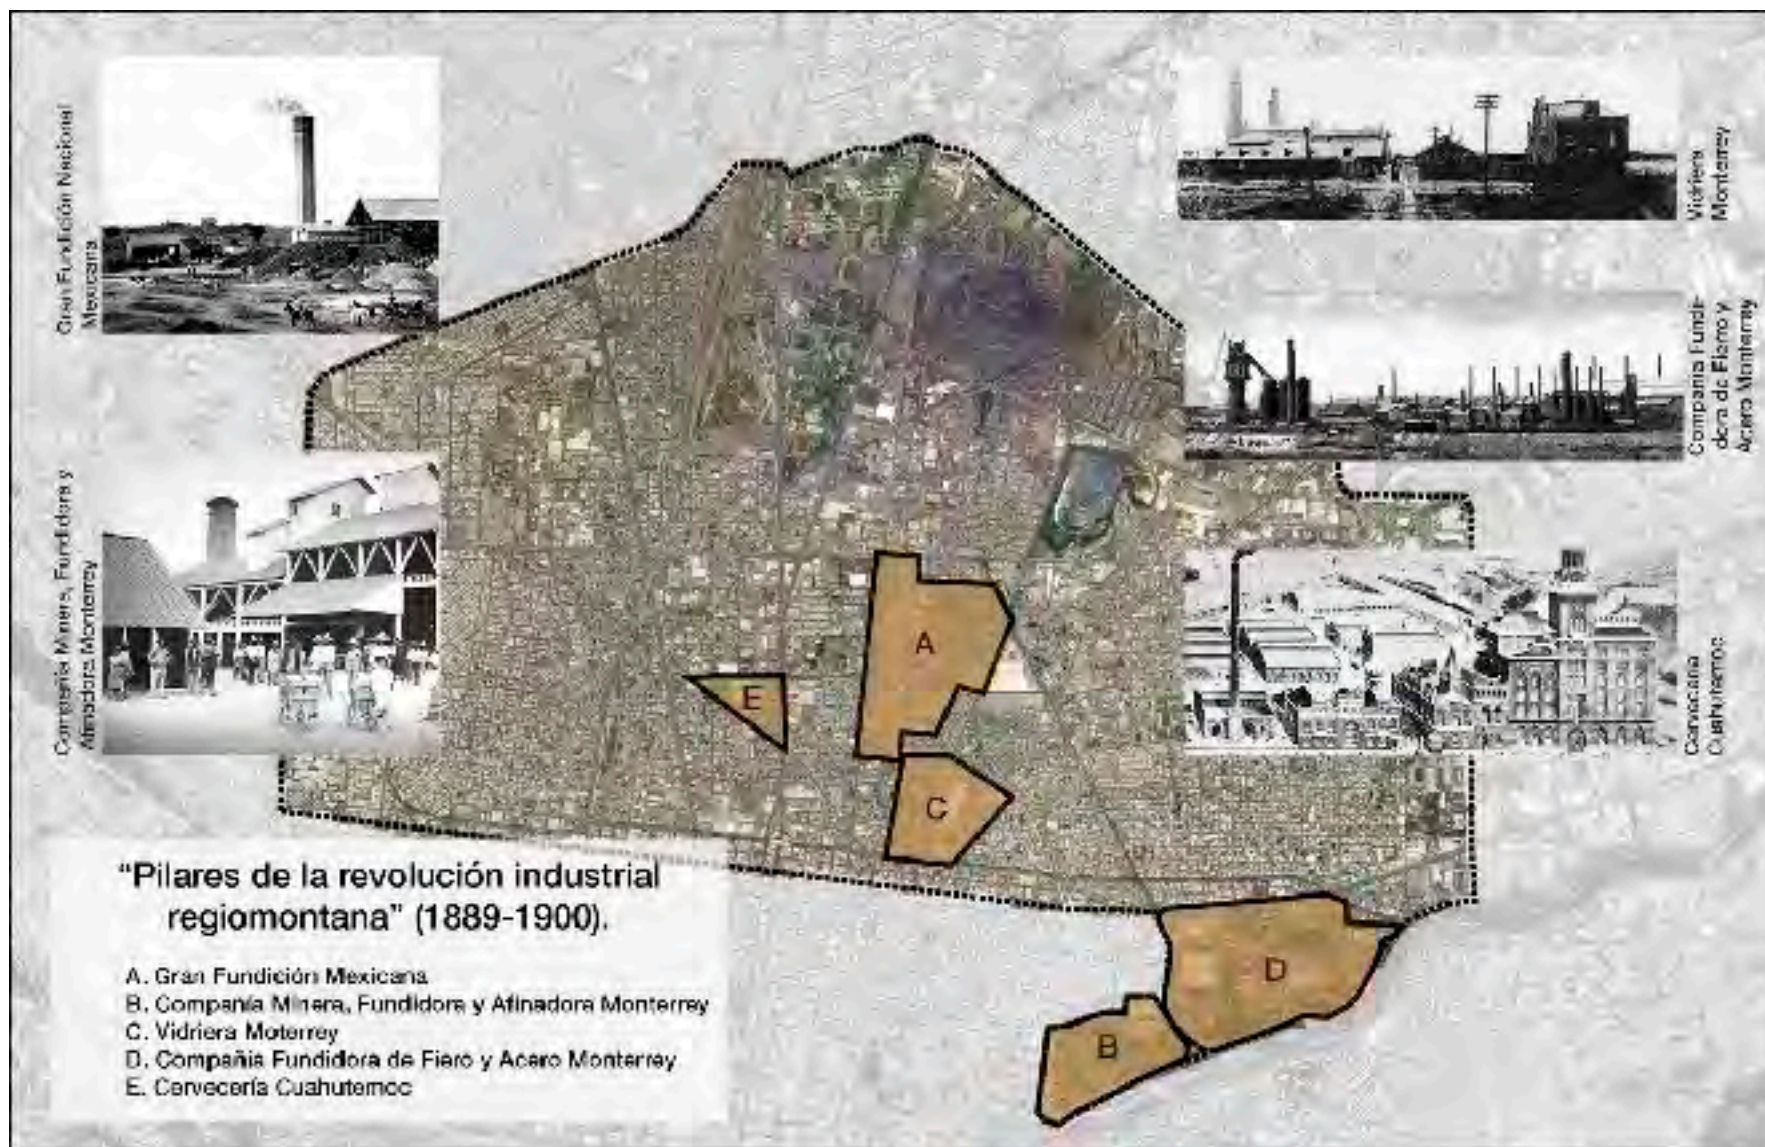 Gran Fundición Nacional
Mexicana
Vidriera
Monterrey
Compañía Fundi-
dora de Fierro y
Acero Monterrey
Compañía Minera, Fundidora y
Afinadora Monterrey
Cervecería
Cuahutemoc
A
E
C
D
B
“Pilares de la revolución industrial
regiomontana” (1889-1900).
A. Gran Fundición Mexicana
B. Compañía Minera, Fundidora y Afinadora Monterrey
C. Vidriera Moterrey
D. Compañia Fundidora de Fiero y Acero Monterrey
E. Cervecería Cuahutemoc